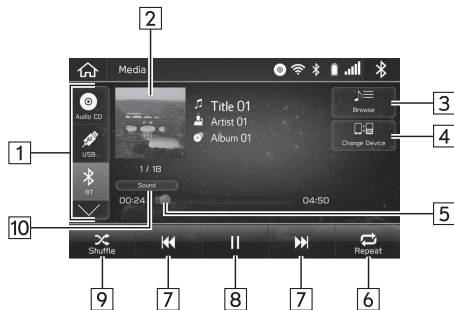 2
Media
Title 01
Artist 01
Album 01
Browse
3
Change Device
4
Audio CD
USB
BT
1
1 / 18
Sound
00:24
04:50
5
10
Shuffle
Repeat
9
7
8
7
6